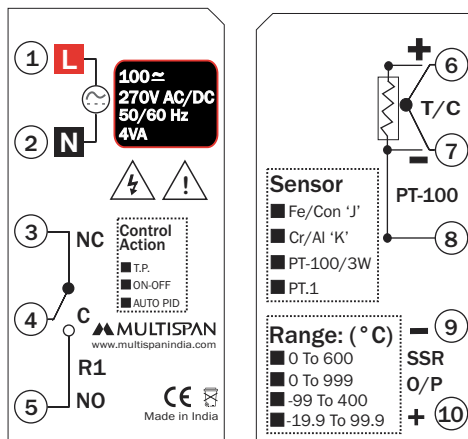 1 L
2 N
100≃
270V AC/DC
50/60 Hz
4VA
3 NC
4 C
R1
5 NO
Control
Action
T.P.
ON-OFF
AUTO PID
MULTISPAN
www.multispanindia.com
CE
Made in India
+ 6
T/C
- 7
PT-100
8
Sensor
Fe/Con ‘J’
Cr/Al ‘K’
PT-100/3W
PT.1
Range: (°C)
0 To 600
0 To 999
-99 To 400
-19.9 To 99.9
- 9
SSR
O/P
+ 10